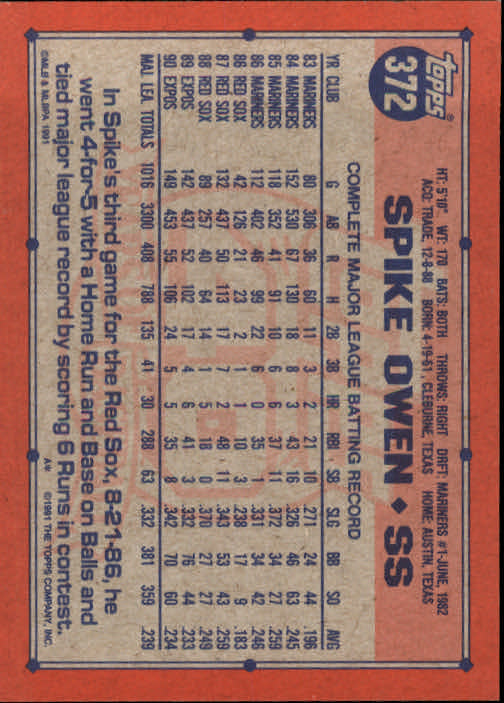 topps®
372
HT: 5'10" WT: 170 BATS: BOTH THROWS: RIGHT DRFT: MARINERS #1-JUNE, 1982
ACQ: TRADE, 12-8-88 BORN: 4-19-61, CLEBURNE, TEXAS HOME: AUSTIN, TEXAS
SPIKE OWEN ♦ SS
COMPLETE MAJOR LEAGUE BATTING RECORD
YR CLUB G AB R H 2B 3B HR RBI SB SLG BB SO AVG
83 MARINERS 80 306 36 60 11 3 2 21 10 .271 24 44 .196
84 MARINERS 152 530 67 130 18 8 3 43 16 .326 46 63 .245
85 MARINERS 118 352 41 91 10 6 6 37 11 .372 34 27 .259
86 MARINERS 112 402 46 99 22 6 0 35 1 .331 34 42 .246
86 RED SOX 42 126 21 23 2 1 1 10 3 .238 17 9 .183
87 RED SOX 132 437 50 113 17 7 2 48 11 .343 53 43 .259
88 RED SOX 89 257 40 64 14 1 5 18 0 .370 27 27 .249
89 EXPOS 142 437 52 102 17 4 6 41 3 .332 76 44 .233
90 EXPOS 149 453 55 106 24 5 5 35 8 .342 70 60 .234
MAJ. LEA. TOTALS 1016 3300 408 788 135 41 30 288 63 .332 381 359 .239
In Spike's third game for the Red Sox, 8-21-86, he
went 4-for-5 with a Home Run and Base on Balls and
tied major league record by scoring 6 Runs in contest.
©MLB & MLBPA 1991 AW ©1991 THE TOPPS COMPANY, INC.